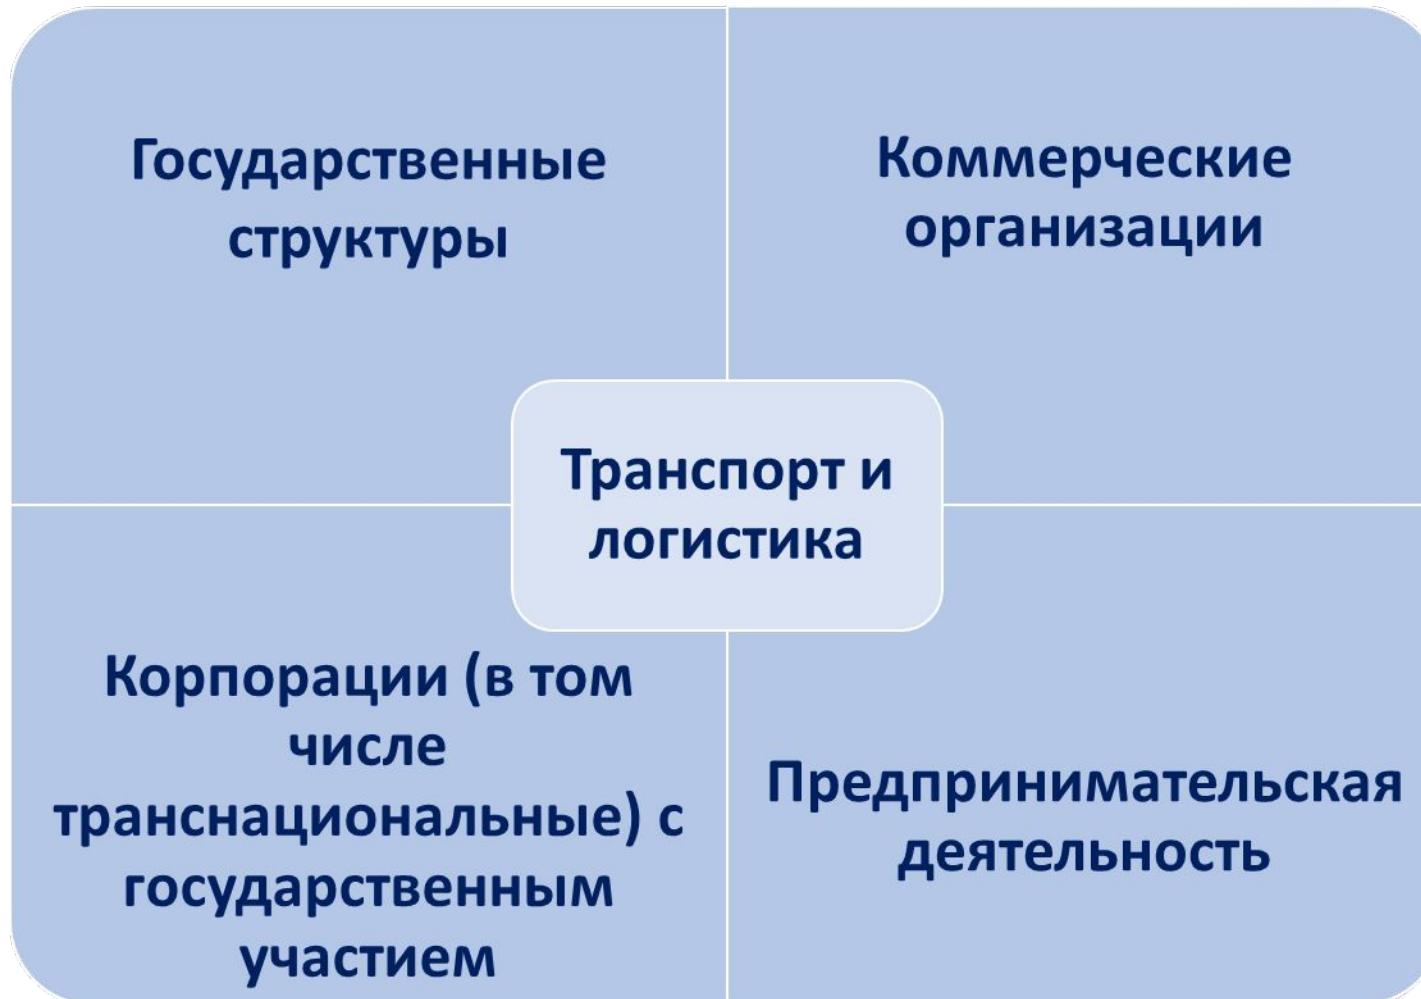 Государственные
структуры
Коммерческие
организации
Транспорт и
логистика
Корпорации (в том
числе
транснациональные) с
государственным
участием
Предпринимательская
деятельность